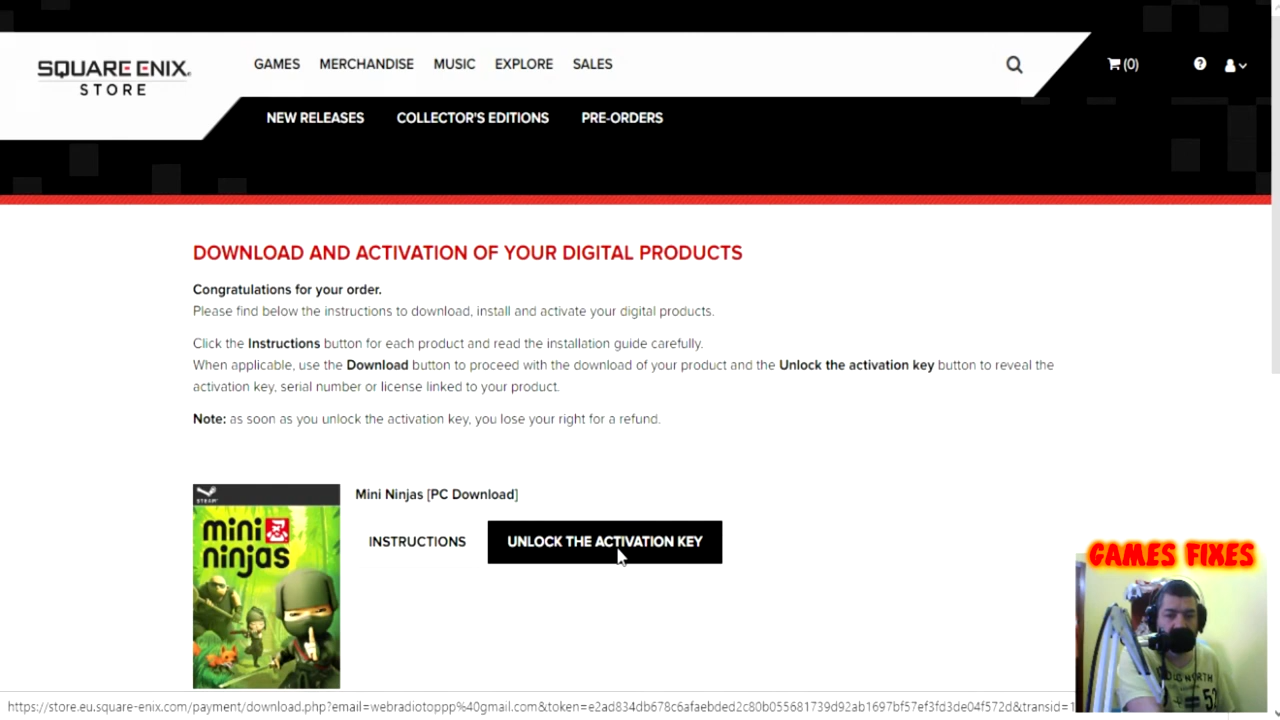 SQUARE ENIX
STORE
GAMES MERCHANDISE MUSIC EXPLORE SALES
(0)
NEW RELEASES COLLECTOR'S EDITIONS PRE-ORDERS
DOWNLOAD AND ACTIVATION OF YOUR DIGITAL PRODUCTS
Congratulations for your order.
Please find below the instructions to download, install and activate your digital products.
Click the Instructions button for each product and read the installation guide carefully.
When applicable, use the Download button to proceed with the download of your product and the Unlock the activation key button to reveal the
activation key, serial number or license linked to your product.
Note: as soon as you unlock the activation key, you lose your right for a refund.
STEAM
mini
ninjas
Mini Ninjas [PC Download]
INSTRUCTIONS UNLOCK THE ACTIVATION KEY
GAMES FIXES
https://store.eu.square-enix.com/payment/download.php?email=webradiotoppp%40gmail.com&token=e2ad834db678c6afaebded2c80b055681739d92ab1697bf57ef3fd3de04f572d&transid=1